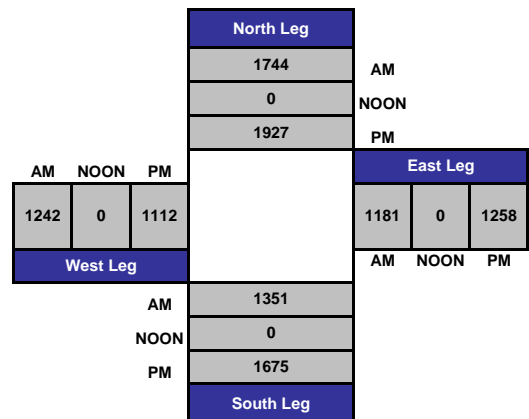 North Leg
1744 AM
0 NOON
1927 PM
AM NOON PM
East Leg
1242 0 1112
1181 0 1258
West Leg
AM NOON PM
AM 1351
NOON 0
PM 1675
South Leg